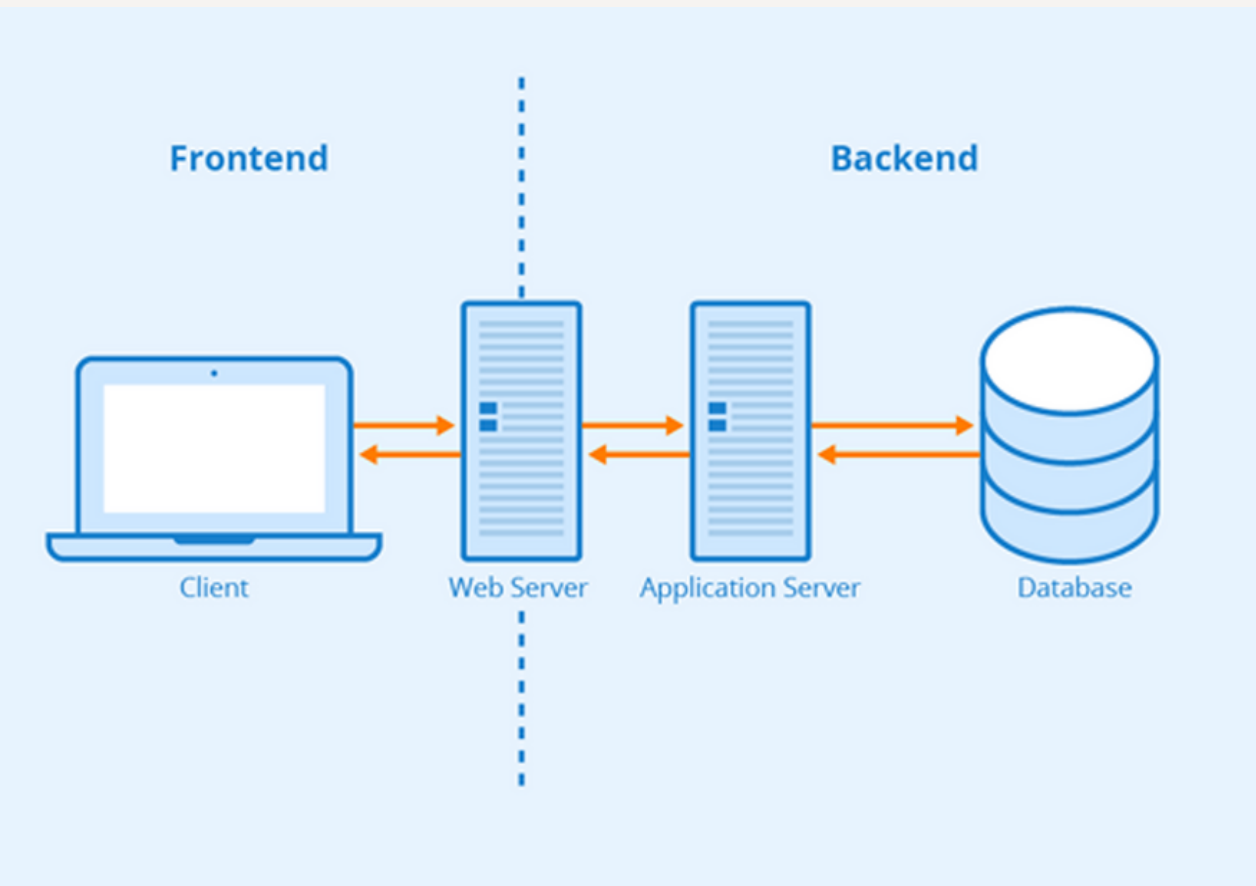 Frontend
Backend
Client
Web Server
Application Server
Database